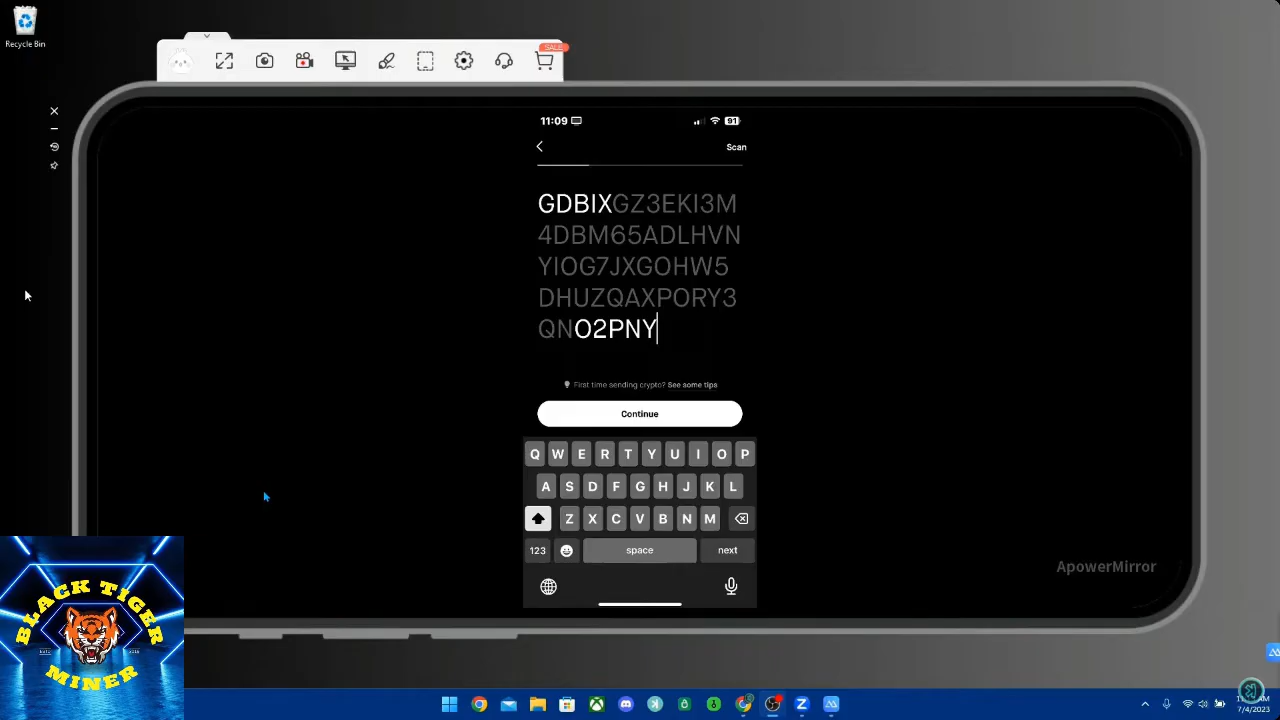 Recycle Bin
SALE
11:09
91
Scan
GDBIXGZ3EKI3M
4DBM65ADLHVN
YIOG7JXGOHW5
DHUZQAXPORY3
QNO2PNY
First time sending crypto? See some tips
Continue
Q W E R T Y U I O P
A S D F G H J K L
Z X C V B N M
123 space next
ApowerMirror
BLACK TIGER
MINER
7/4/2023